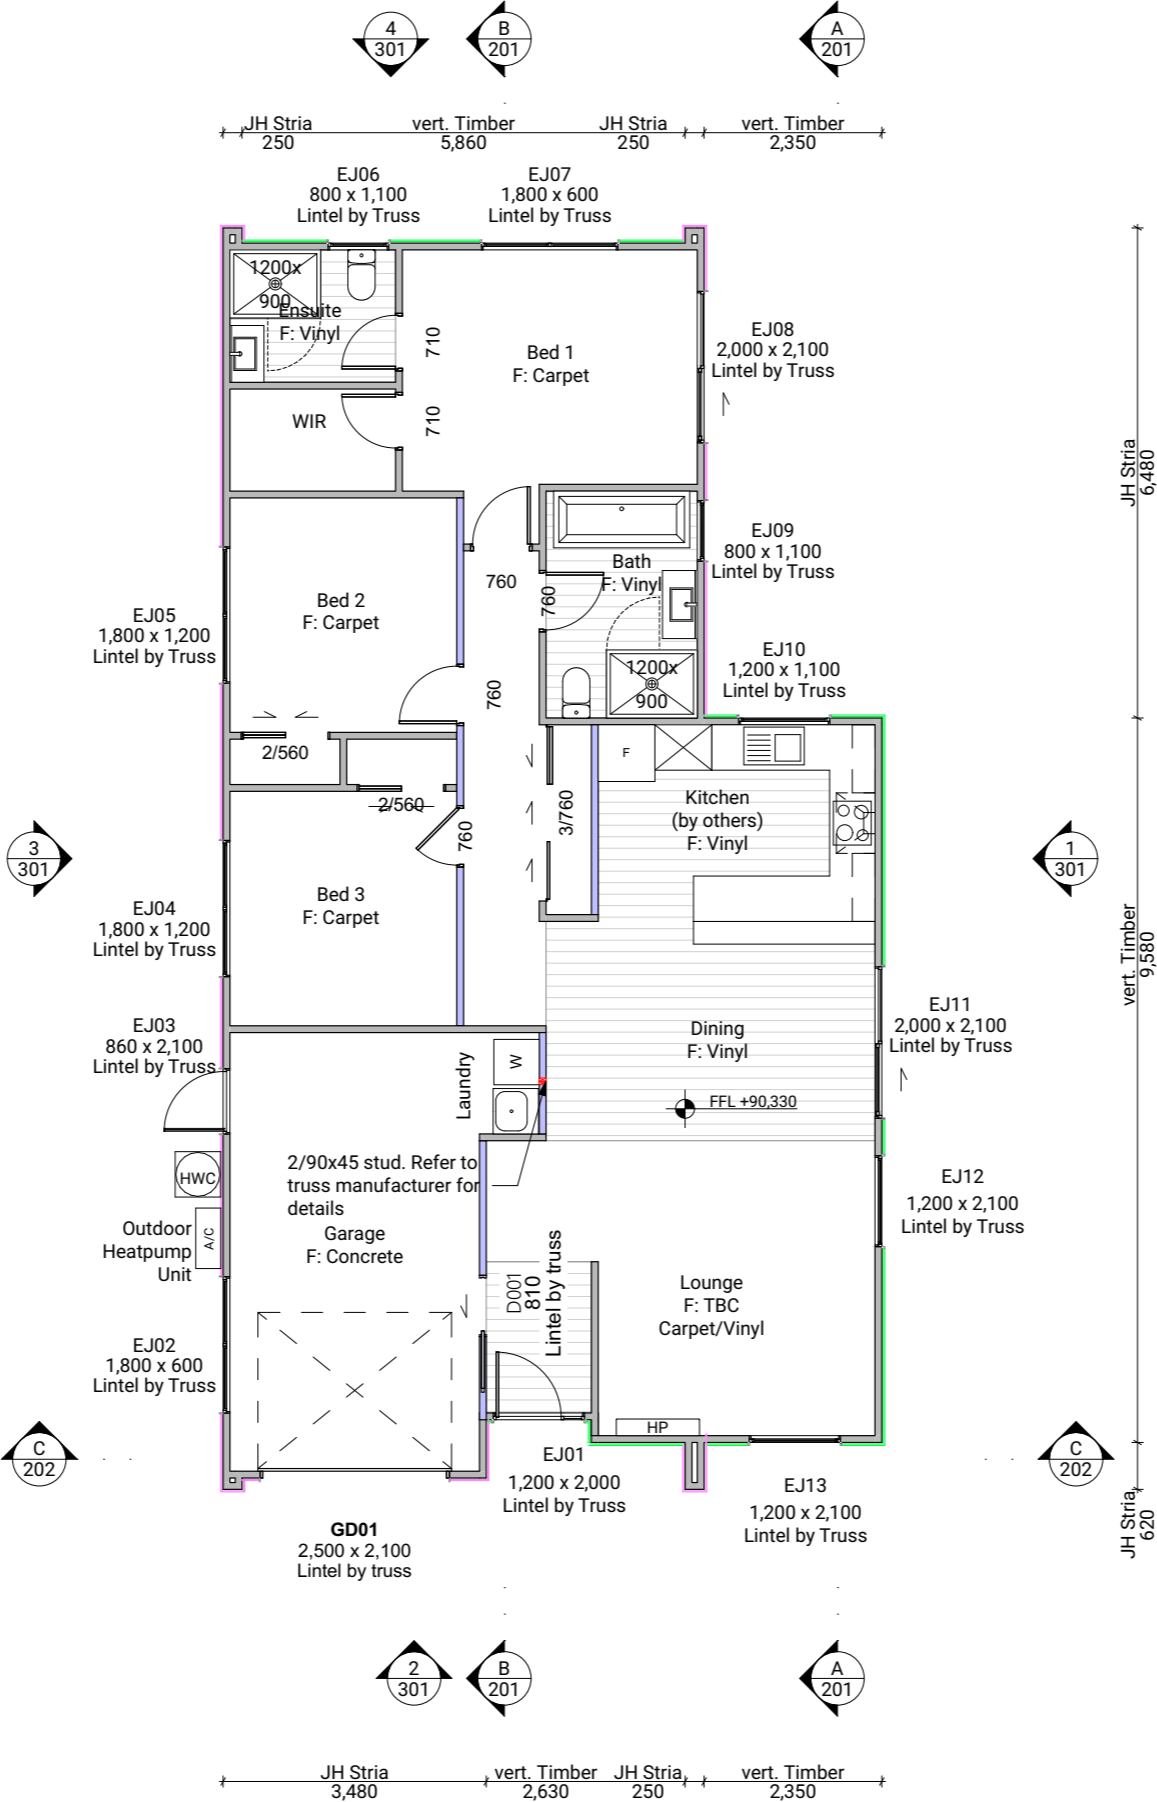 4
301
B
201
A
201
JH Stria
250
vert. Timber
5,860
JH Stria
250
vert. Timber
2,350
EJ06
800 x 1,100
Lintel by Truss
EJ07
1,800 x 600
Lintel by Truss
1200x
900
Ensuite
F: Vinyl
710
Bed 1
F: Carpet
EJ08
2,000 x 2,100
Lintel by Truss
WIR
710
JH Stria
6,480
EJ09
800 x 1,100
Lintel by Truss
Bath
F: Vinyl
760
760
Bed 2
F: Carpet
EJ05
1,800 x 1,200
Lintel by Truss
EJ10
1,200 x 1,100
Lintel by Truss
1200x
900
760
2/560
F
2/560
760
3/760
Kitchen
(by others)
F: Vinyl
3
301
1
301
Bed 3
F: Carpet
EJ04
1,800 x 1,200
Lintel by Truss
vert. Timber
9,580
EJ03
860 x 2,100
Lintel by Truss
EJ11
2,000 x 2,100
Lintel by Truss
Dining
F: Vinyl
Laundry
W
FFL +90,330
2/90x45 stud. Refer to
truss manufacturer for
details
HWC
A/C
Outdoor
Heatpump
Unit
Garage
F: Concrete
EJ12
1,200 x 2,100
Lintel by Truss
D001
810
Lintel by truss
Lounge
F: TBC
Carpet/Vinyl
EJ02
1,800 x 600
Lintel by Truss
HP
C
202
C
202
EJ01
1,200 x 2,000
Lintel by Truss
EJ13
1,200 x 2,100
Lintel by Truss
JH Stria
620
GD01
2,500 x 2,100
Lintel by truss
2
301
B
201
A
201
JH Stria
3,480
vert. Timber
2,630
JH Stria
250
vert. Timber
2,350